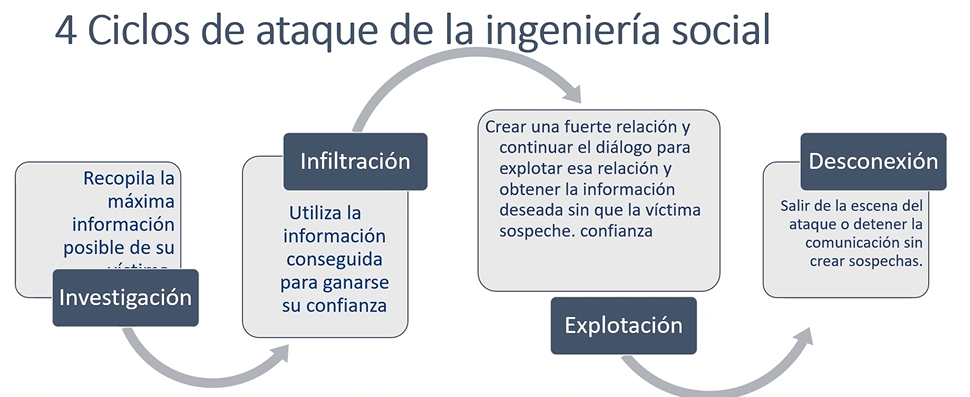 4 Ciclos de ataque de la ingeniería social
Recopila la
máxima
información
posible de su
Investigación
Infiltración
Utiliza la
información
conseguida
para ganarse
su confianza
Crear una fuerte relación y
continuar el diálogo para
explotar esa relación y
obtener la información
deseada sin que la víctima
sospeche. confianza
Explotación
Desconexión
Salir de la escena del
ataque o detener la
comunicación sin
crear sospechas.